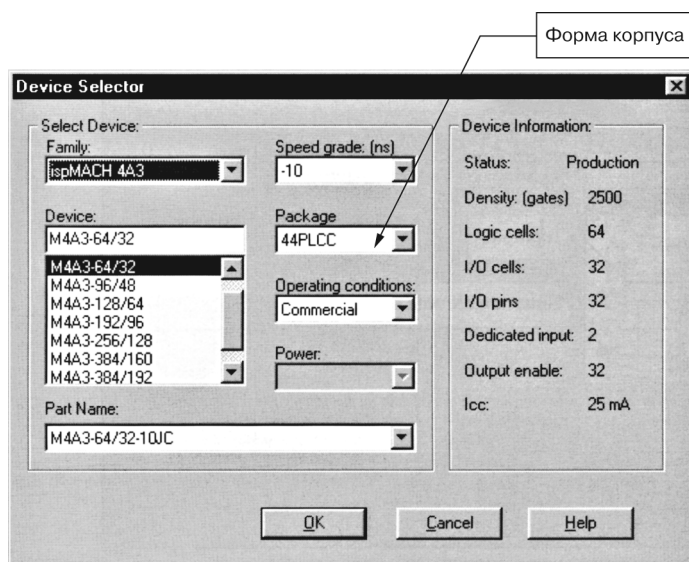 Форма корпуса
Device Selector
Select Device:
Family:
ispMACH 4A3
Device:
M4A3-64/32
M4A3-64/32
M4A3-96/48
M4A3-128/64
M4A3-192/96
M4A3-256/128
M4A3-384/160
M4A3-384/192
Part Name:
M4A3-64/32-10JC
Speed grade: (ns)
-10
Package
44PLCC
Operating conditions:
Commercial
Power:
Device Information:
Status: Production
Density: (gates) 2500
Logic cells: 64
I/O cells: 32
I/O pins 32
Dedicated input: 2
Output enable: 32
Icc: 25 mA
OK
Cancel
Help